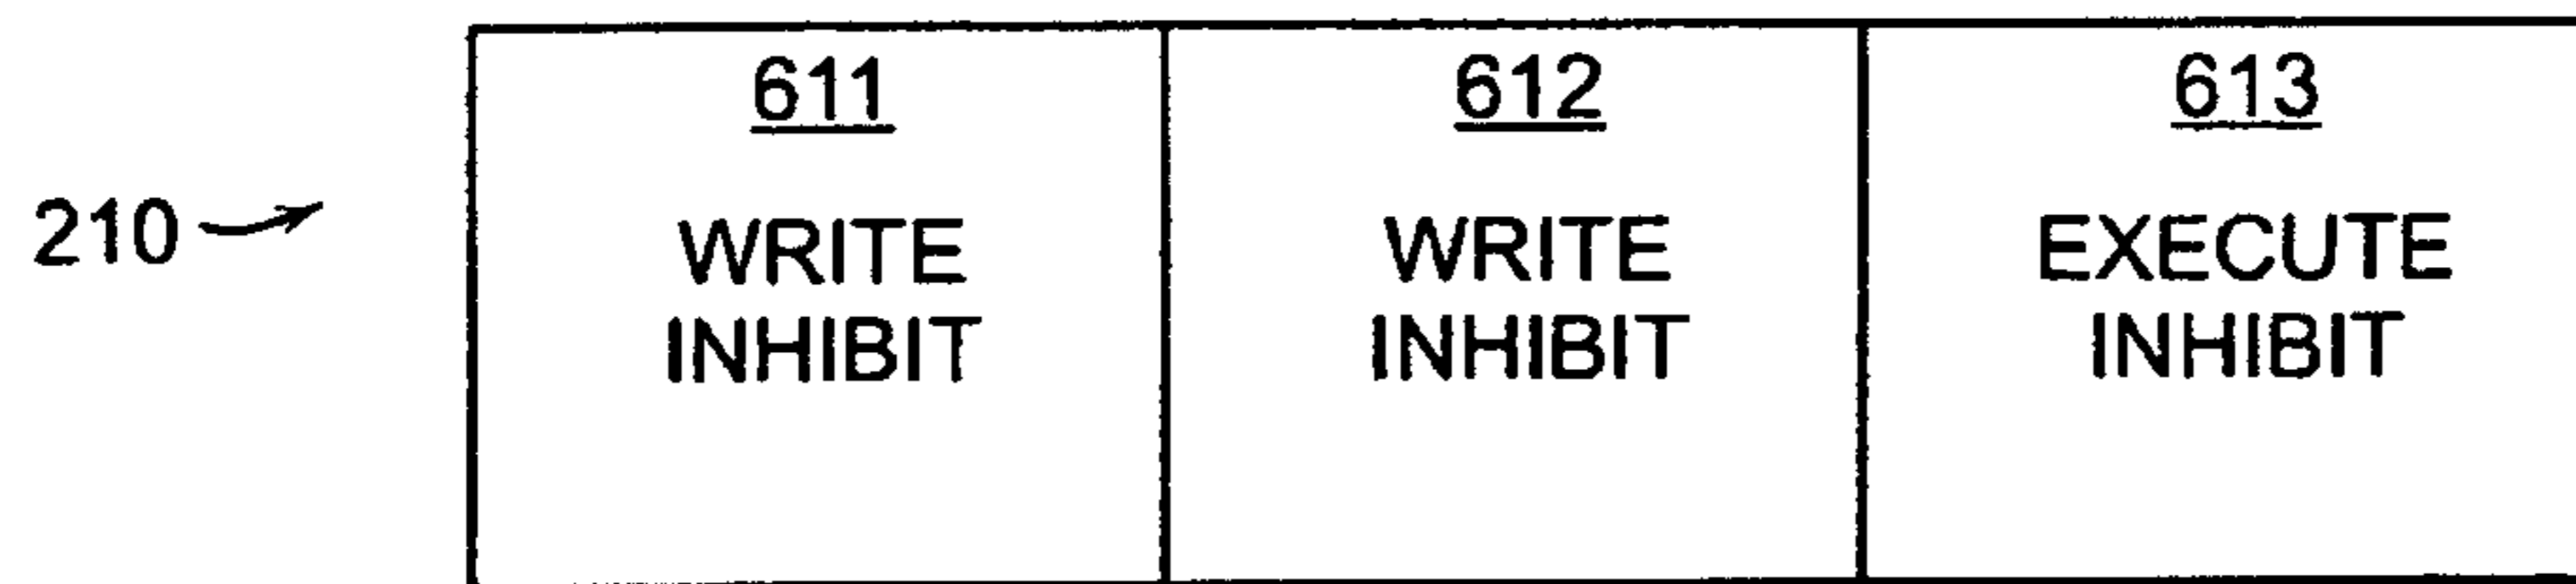 611 612 613
210 WRITE INHIBIT WRITE INHIBIT EXECUTE INHIBIT